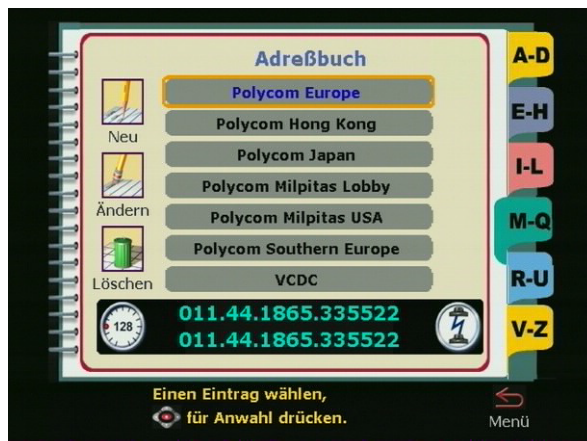 Adreßbuch
Neu
Ändern
Löschen
Polycom Europe
Polycom Hong Kong
Polycom Japan
Polycom Milpitas Lobby
Polycom Milpitas USA
Polycom Southern Europe
VCDC
128
011.44.1865.335522
011.44.1865.335522
A-D
E-H
I-L
M-Q
R-U
V-Z
Einen Eintrag wählen,
für Anwahl drücken.
Menü